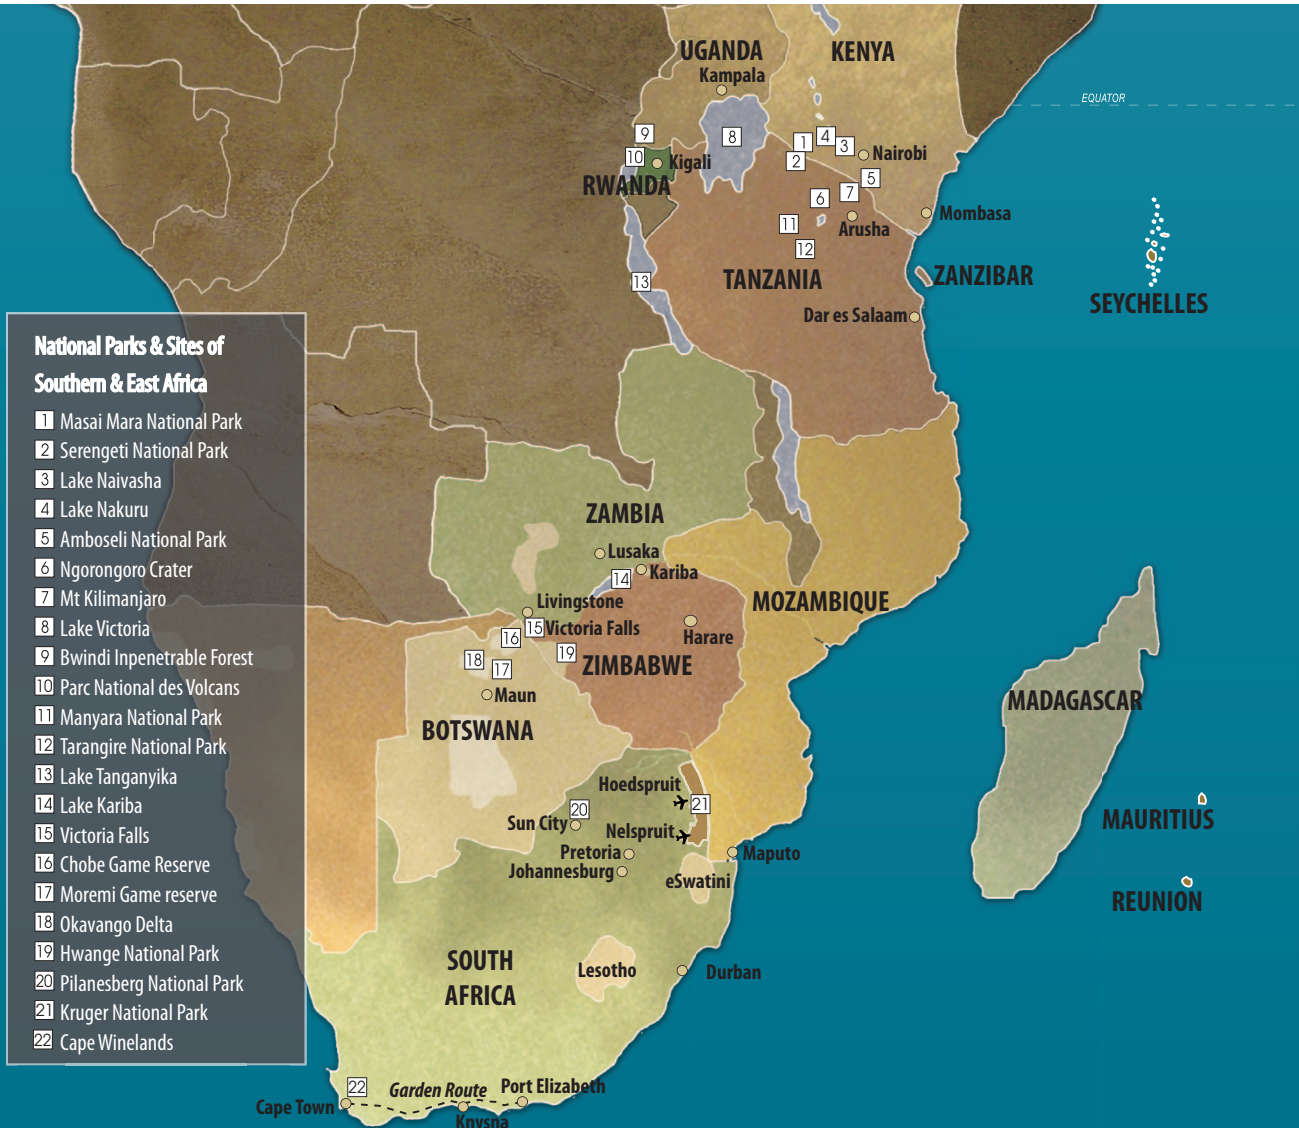 UGANDA
KENYA
Kampala
EQUATOR
9
8
1
4
3
Nairobi
10
Kigali
2
RWANDA
5
6
7
Mombasa
11
Arusha
12
TANZANIA
ZANZIBAR
13
SEYCHELLES
Dar es Salaam
National Parks & Sites of
Southern & East Africa
1 Masai Mara National Park
2 Serengeti National Park
3 Lake Naivasha
4 Lake Nakuru
5 Amboseli National Park
6 Ngorongoro Crater
7 Mt Kilimanjaro
8 Lake Victoria
9 Bwindi Inpenetrable Forest
10 Parc National des Volcans
11 Manyara National Park
12 Tarangire National Park
13 Lake Tanganyika
14 Lake Kariba
15 Victoria Falls
16 Chobe Game Reserve
17 Moremi Game reserve
18 Okavango Delta
19 Hwange National Park
20 Pilanesberg National Park
21 Kruger National Park
22 Cape Winelands
ZAMBIA
Lusaka
14
Kariba
Livingstone
MOZAMBIQUE
15
Victoria Falls
16
Harare
18
17
19
ZIMBABWE
Maun
MADAGASCAR
BOTSWANA
Hoedspruit
21
20
Sun City
Nelspruit
MAURITIUS
Pretoria
Maputo
Johannesburg
eSwatini
REUNION
SOUTH
AFRICA
Lesotho
Durban
22
Garden Route
Port Elizabeth
Cape Town
Knysna